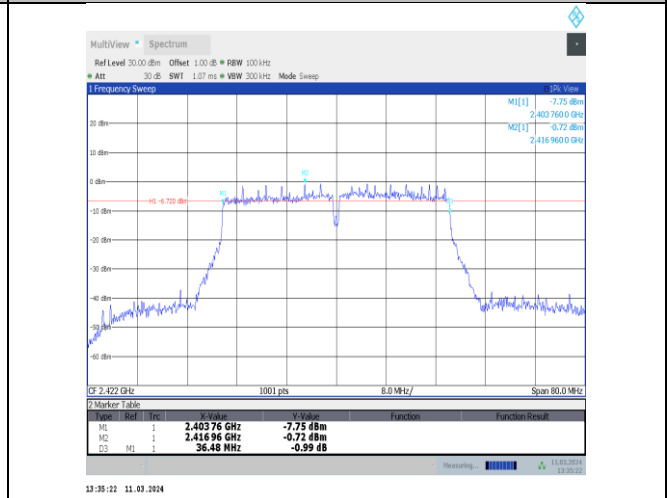 MultiView Spectrum
Ref Level 30.00 dBm Offset 1.00 dB RBW 100 kHz
Att 30 dB SWT 1.07 ms VBW 300 kHz Mode Sweep
1 Frequency Sweep 1Pk View
M1[1] -7.75 dBm
2.4037600 GHz
M2[1] -0.72 dBm
2.4169600 GHz
20 dBm
10 dBm
0 dBm
M2
M1
H1 -6.720 dBm
-10 dBm
-20 dBm
-30 dBm
-40 dBm
-50 dBm
-60 dBm
CF 2.422 GHz 1001 pts 8.0 MHz/ Span 80.0 MHz
2 Marker Table
Type Ref Trc X-Value Y-Value Function Function Result
M1 1 2.40376 GHz -7.75 dBm
M2 1 2.41696 GHz -0.72 dBm
D3 M1 1 36.48 MHz -0.99 dB
Measuring... 11.03.2024
13:35:22
13:35:22 11.03.2024